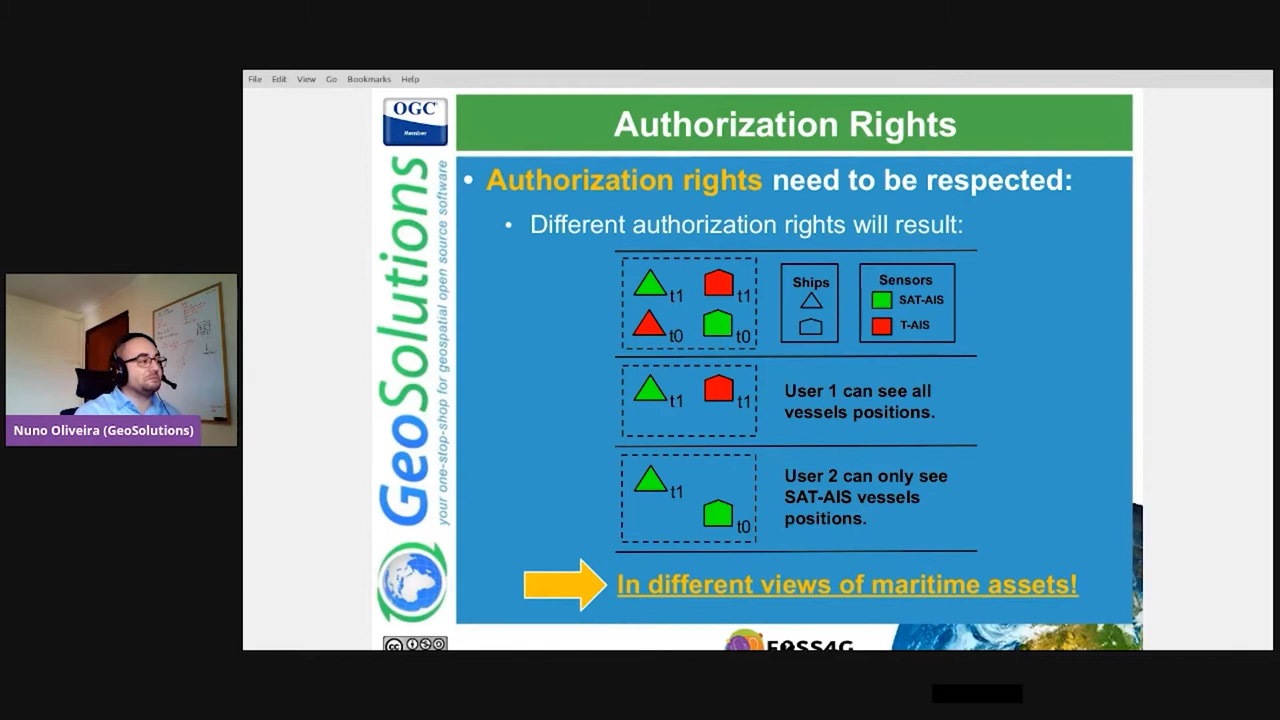 File Edit View Go Bookmarks Help
OGC
Member
Authorization Rights
GeoSolutions
your one-stop-shop for geospatial open source software
• Authorization rights need to be respected:
• Different authorization rights will result:
t1 t1
t0 t0
Ships
Sensors
SAT-AIS
T-AIS
t1 t1
User 1 can see all
vessels positions.
t1
t0
User 2 can only see
SAT-AIS vessels
positions.
In different views of maritime assets!
FOSS4G
cc
Nuno Oliveira (GeoSolutions)